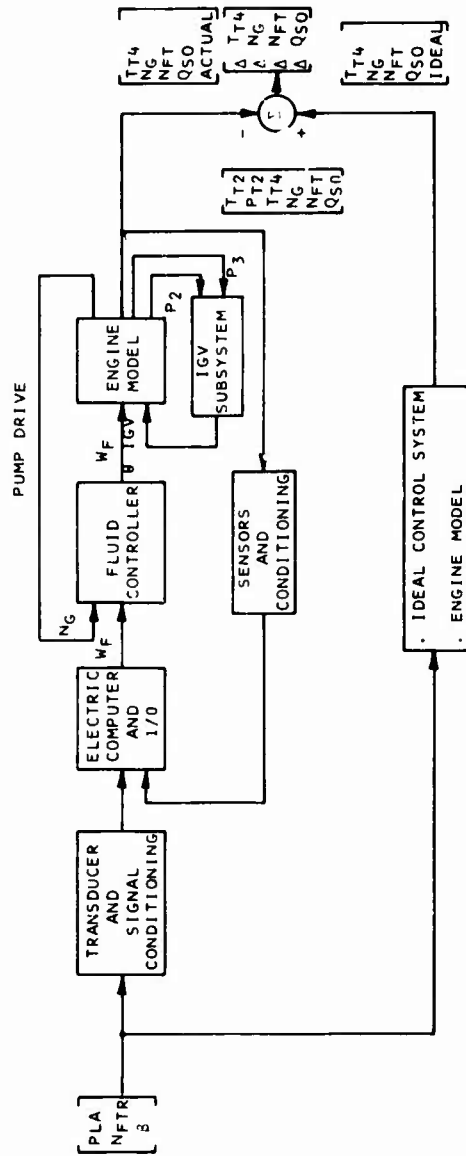 PLA
NFTR
β
TRANSDUCER
AND
SIGNAL
CONDITIONING
ELECTRIC
COMPUTER
AND
I/O
WF
NG
PUMP DRIVE
FLUID
CONTROLLER
WF
θ IGV
ENGINE
MODEL
P2
P3
IGV
SUBSYSTEM
SENSORS
AND
CONDITIONING
TT2
PT2
TT4
NG
NFT
QSO
-
+
Σ
TT4
NG
NFT
QSO
ACTUAL
Δ TT4
Δ NG
Δ NFT
Δ QSO
TT4
NG
NFT
QSO
IDEAL
. IDEAL CONTROL SYSTEM
. ENGINE MODEL